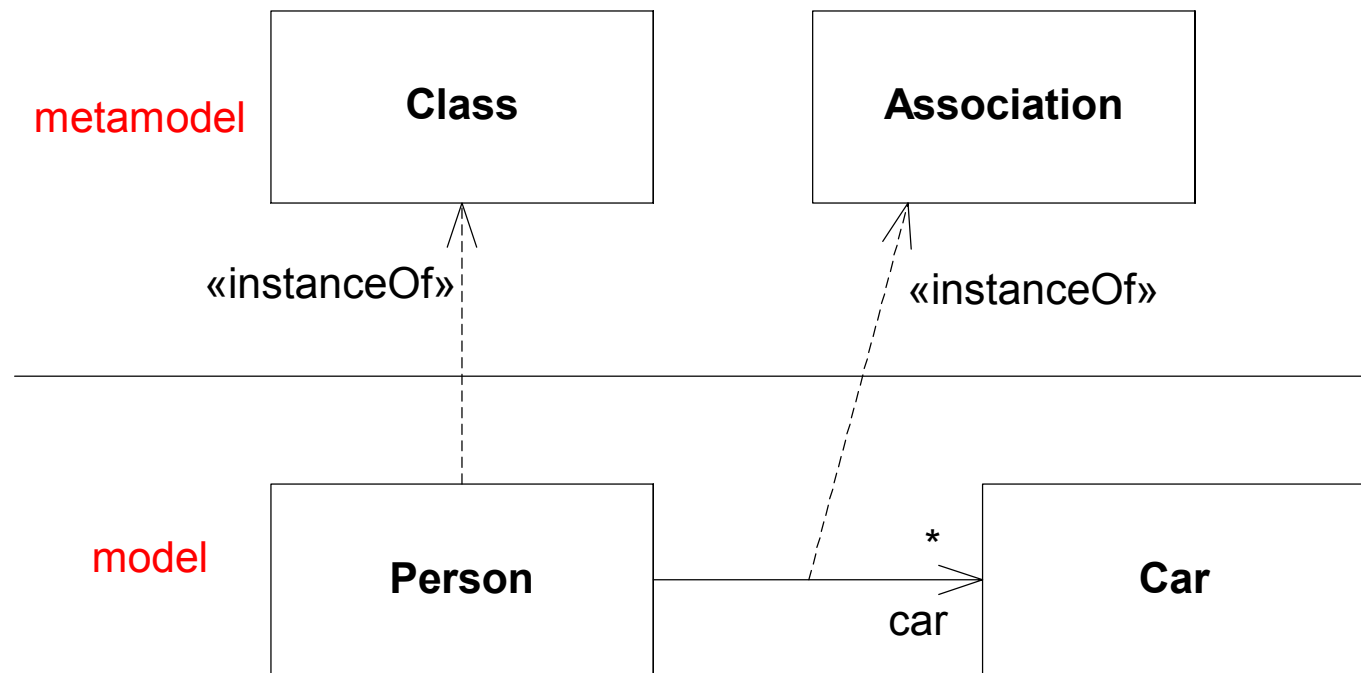 Class
Association
metamodel
«instanceOf»
«instanceOf»
*
model
Person
Car
car